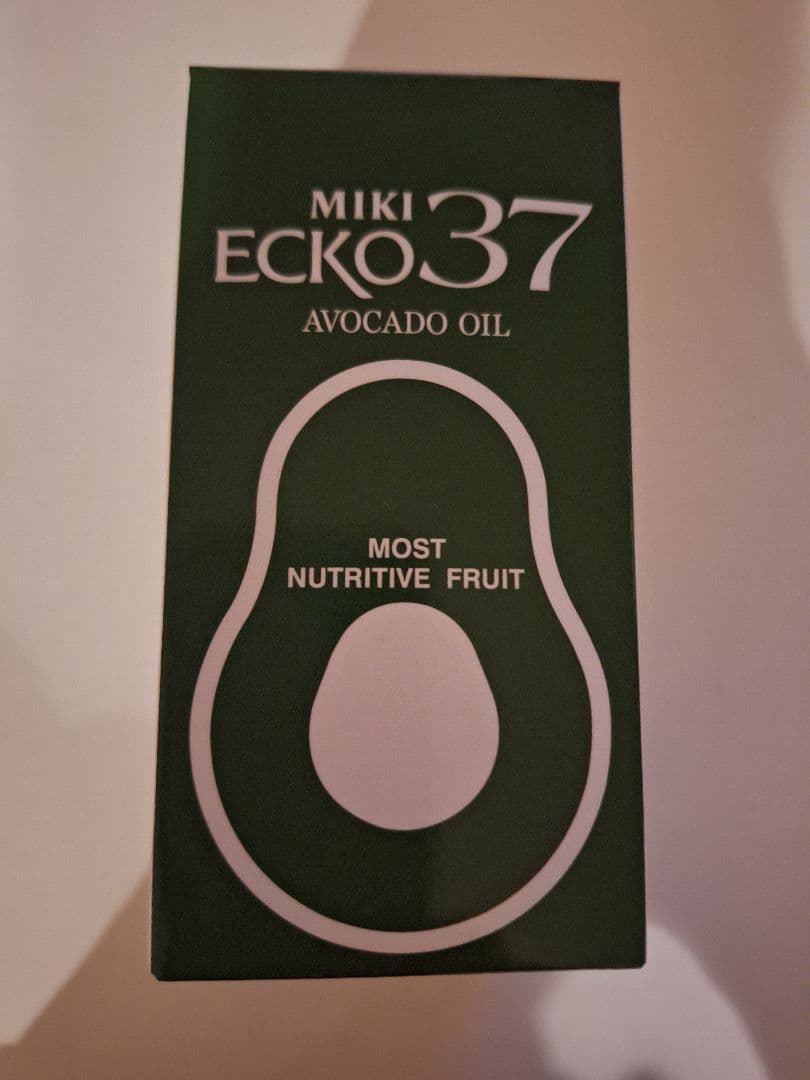 MIKI
ECKO37
AVOCADO OIL
MOST
NUTRITIVE FRUIT